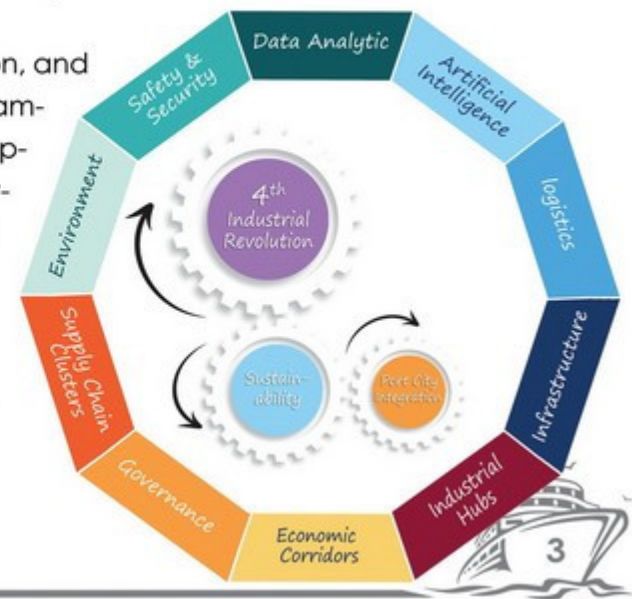 on, and
am-
p-
-
Data Analytic
Artificial
Intelligence
logistics
Infrastructure
Industrial
Hubs
Economic
Corridors
Governance
Supply Chain
Clusters
Environment
Safety &
Security
4th
Industrial
Revolution
Sustain-
ability
Port City
Integration
3